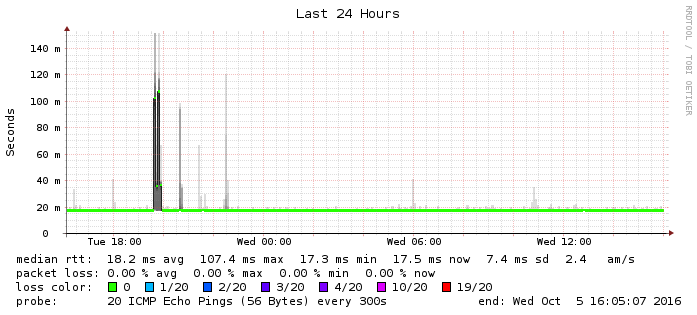 Last 24 Hours
RRDTOOL / TOBI OETIKER
Seconds
140 m
120 m
100 m
80 m
60 m
40 m
20 m
0
Tue 18:00 Wed 00:00 Wed 06:00 Wed 12:00
median rtt: 18.2 ms avg 107.4 ms max 17.3 ms min 17.5 ms now 7.4 ms sd 2.4 am/s
packet loss: 0.00 % avg 0.00 % max 0.00 % min 0.00 % now
loss color: 0 1/20 2/20 3/20 4/20 10/20 19/20
probe: 20 ICMP Echo Pings (56 Bytes) every 300s end: Wed Oct 5 16:05:07 2016